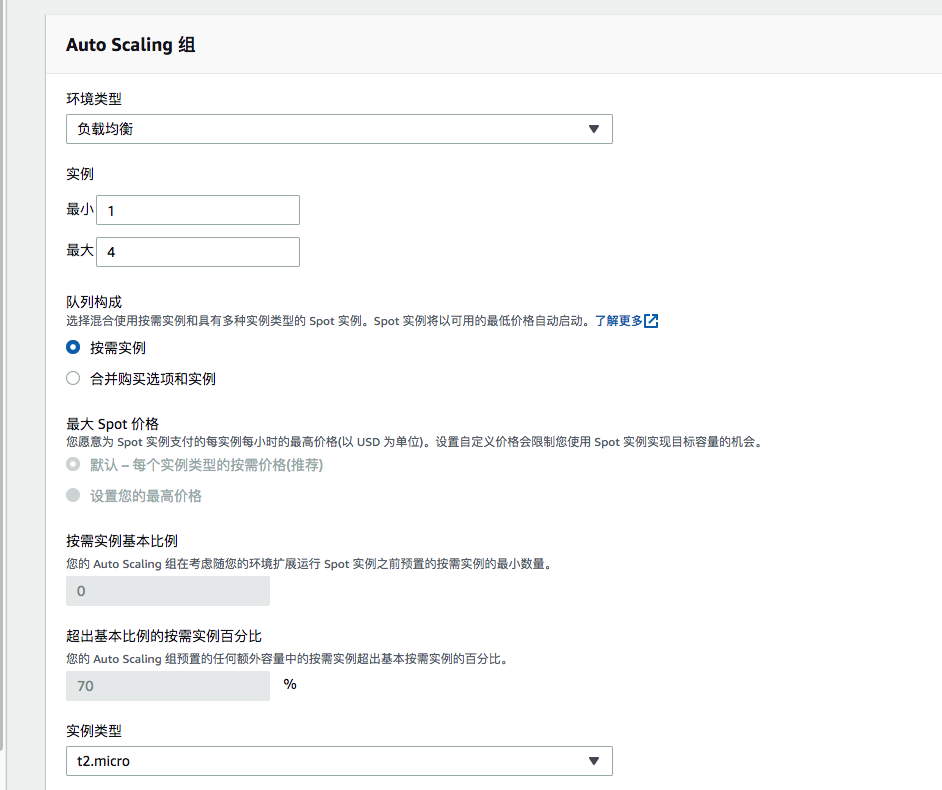 Auto Scaling 组
环境类型
负载均衡
实例
最小 1
最大 4
队列构成
选择混合使用按需实例和具有多种实例类型的 Spot 实例。Spot 实例将以可用的最低价格自动启动。了解更多
按需实例
合并购买选项和实例
最大 Spot 价格
您愿意为 Spot 实例支付的每实例每小时的最高价格(以 USD 为单位)。设置自定义价格会限制您使用 Spot 实例实现目标容量的机会。
默认 – 每个实例类型的按需价格(推荐)
设置您的最高价格
按需实例基本比例
您的 Auto Scaling 组在考虑随您的环境扩展运行 Spot 实例之前预置的按需实例的最小数量。
0
超出基本比例的按需实例百分比
您的 Auto Scaling 组预置的任何额外容量中的按需实例超出基本按需实例的百分比。
70 %
实例类型
t2.micro